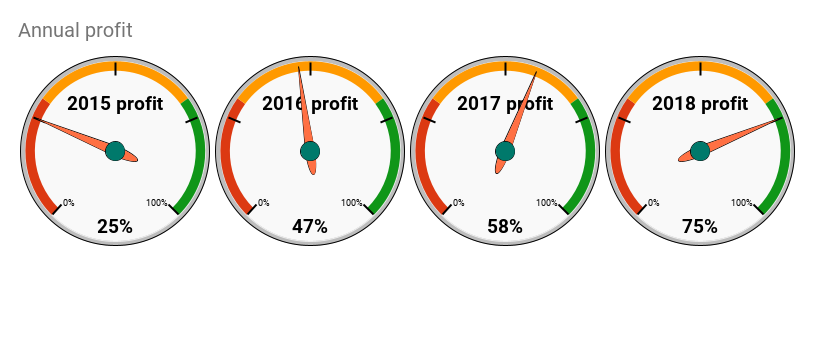 Annual profit
2015 profit
0% 100%
25%
2016 profit
0% 100%
47%
2017 profit
0% 100%
58%
2018 profit
0% 100%
75%